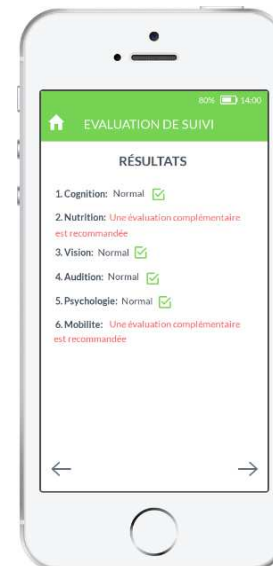 80% 14:00
EVALUATION DE SUIVI
RÉSULTATS
1. Cognition: Normal
2. Nutrition: Une évaluation complémentaire
est recommandée
3. Vision: Normal
4. Audition: Normal
5. Psychologie: Normal
6. Mobilite: Une évaluation complémentaire
est recommandée